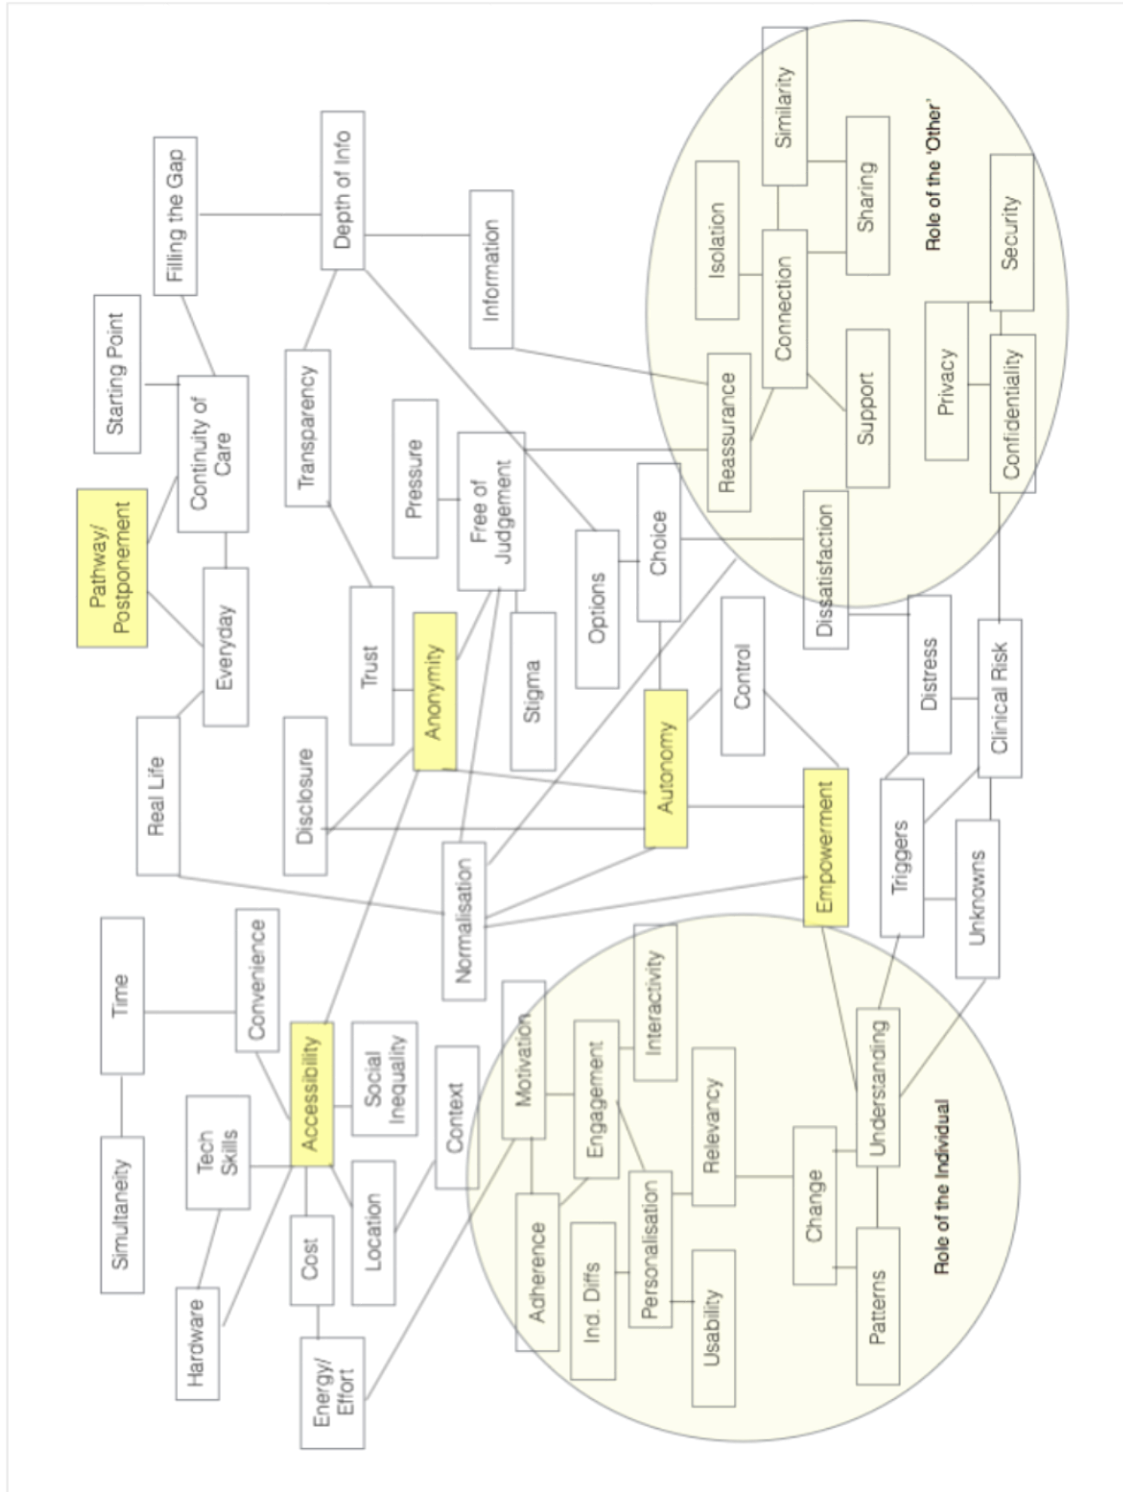 Simultaneity
Time
Starting Point
Filling the Gap
Pathway/
Postponement
Hardware
Tech
Skills
Convenience
Real Life
Everyday
Continuity of
Care
Energy/
Effort
Cost
Accessibility
Disclosure
Transparency
Depth of Info
Location
Social
Inequality
Trust
Pressure
Context
Normalisation
Anonymity
Free of
Judgement
Information
Stigma
Adherence
Motivation
Ind. Diffs
Engagement
Options
Choice
Personalisation
Interactivity
Autonomy
Usability
Relevancy
Control
Reassurance
Isolation
Connection
Similarity
Change
Empowerment
Dissatisfaction
Support
Sharing
Patterns
Understanding
Triggers
Distress
Privacy
Role of the 'Other'
Role of the Individual
Unknowns
Clinical Risk
Confidentiality
Security